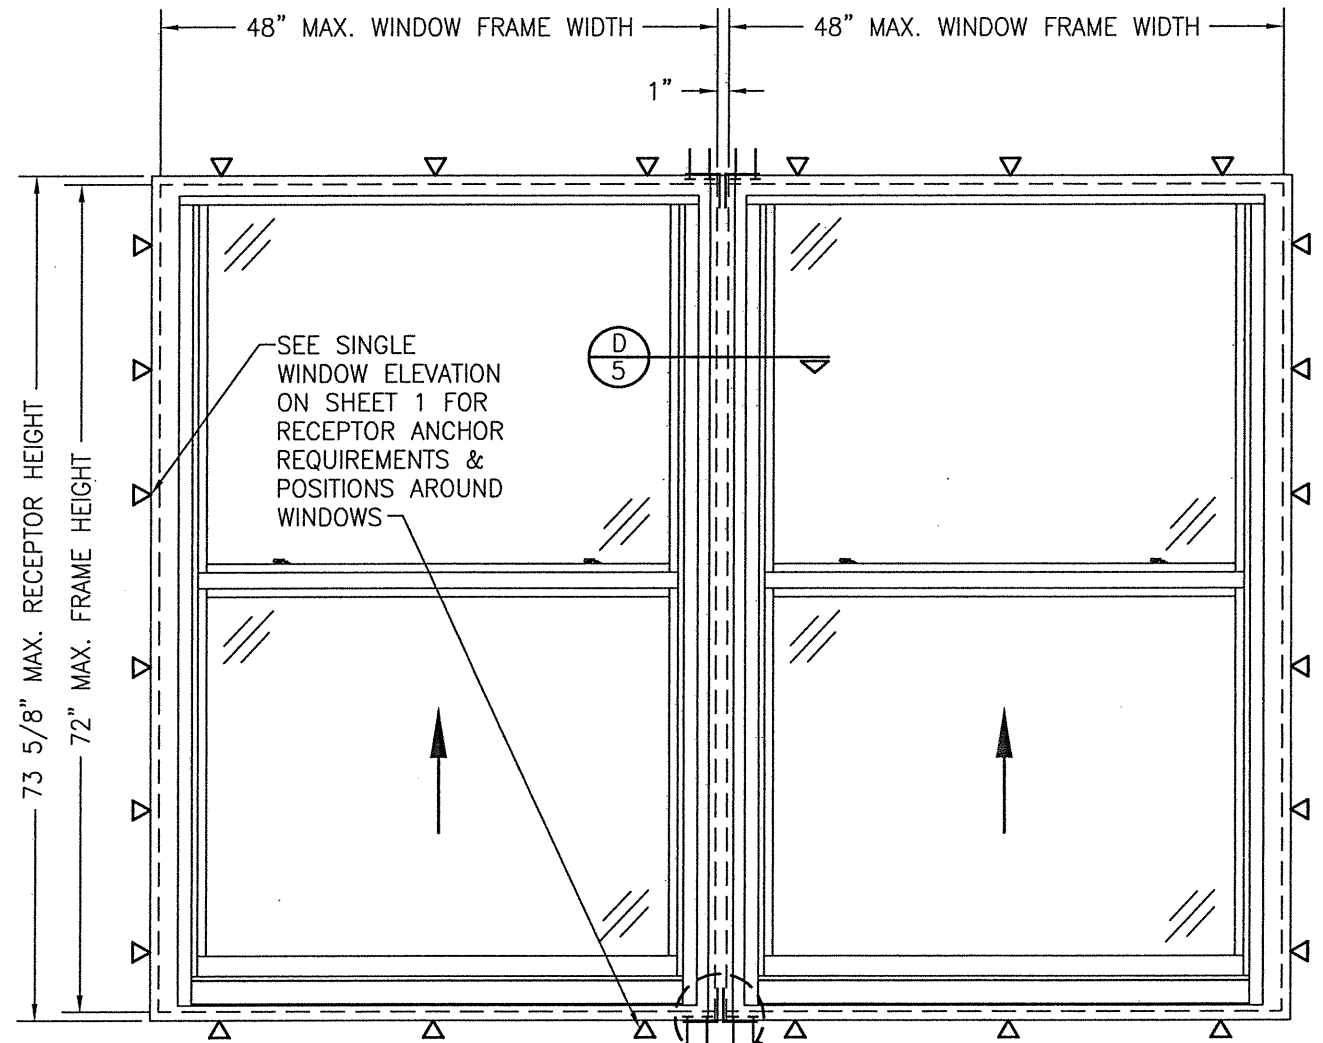 48" MAX. WINDOW FRAME WIDTH
48" MAX. WINDOW FRAME WIDTH
1"
73 5/8" MAX. RECEPTOR HEIGHT
72" MAX. FRAME HEIGHT
SEE SINGLE
WINDOW ELEVATION
ON SHEET 1 FOR
RECEPTOR ANCHOR
REQUIREMENTS &
POSITIONS AROUND
WINDOWS
D
5